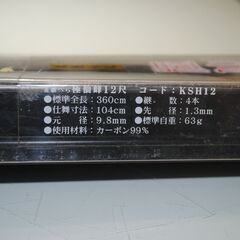 極 12尺 コード：KSH12
●標準全長：360cm ●継 数：4本
●仕舞寸法：104cm ●先 径：1.3mm
●元 径：9.8mm ●標準自重：63g
●使用材料：カーボン99%